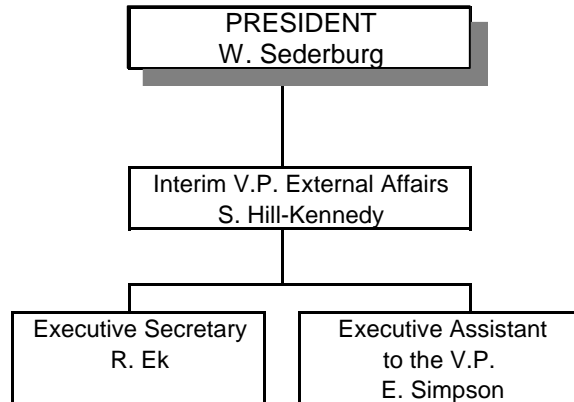 PRESIDENT
W. Sederburg
Interim V.P. External Affairs
S. Hill-Kennedy
Executive Secretary
R. Ek
Executive Assistant
to the V.P.
E. Simpson